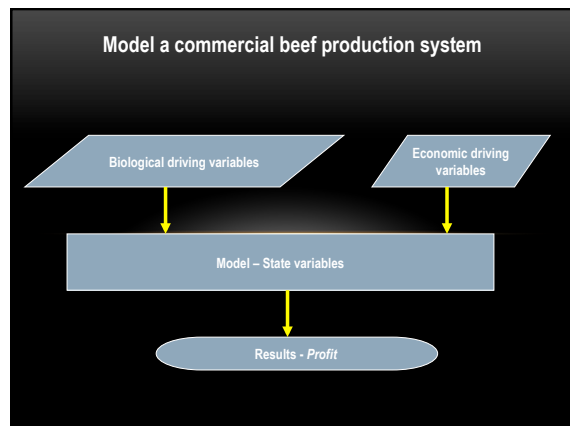 Model a commercial beef production system
Biological driving variables
Economic driving
variables
Model – State variables
Results - Profit